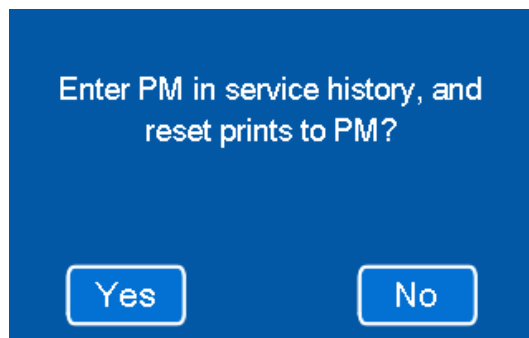 Enter PM in service history, and
reset prints to PM?
Yes
No